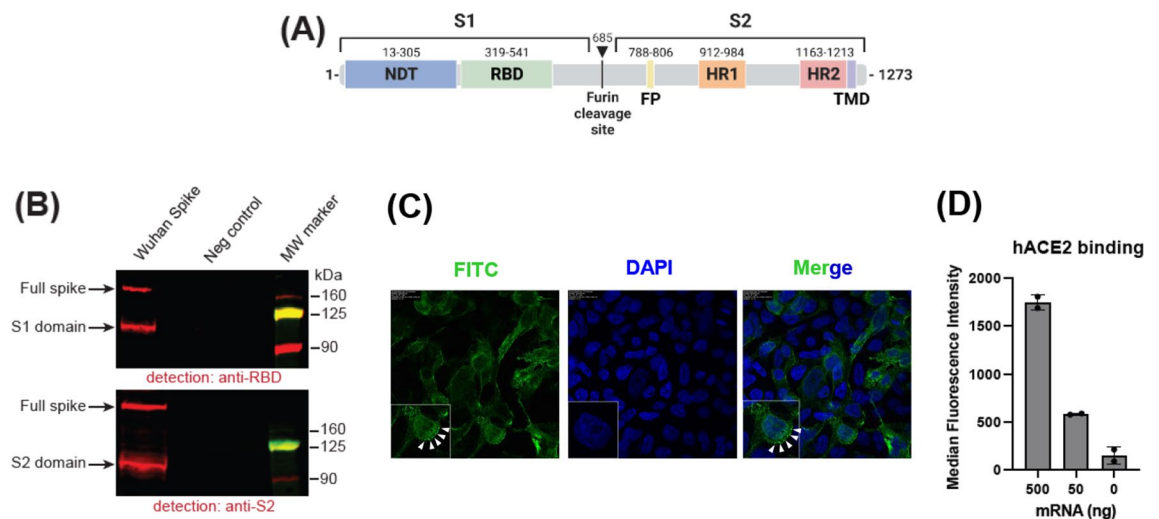 (A)
S1
S2
685
13-305
319-541
788-806
912-984
1163-1213
1-
NDT
RBD
HR1
HR2
- 1273
FP
TMD
Furin
cleavage
site
(B)
Wuhan Spike
Neg control
MW marker
kDa
Full spike
160
S1 domain
125
90
detection: anti-RBD
Full spike
160
125
S2 domain
90
detection: anti-S2
(C)
FITC
DAPI
Merge
(D)
hACE2 binding
Median Fluorescence Intensity
2000
1500
1000
500
0
500
50
0
mRNA (ng)